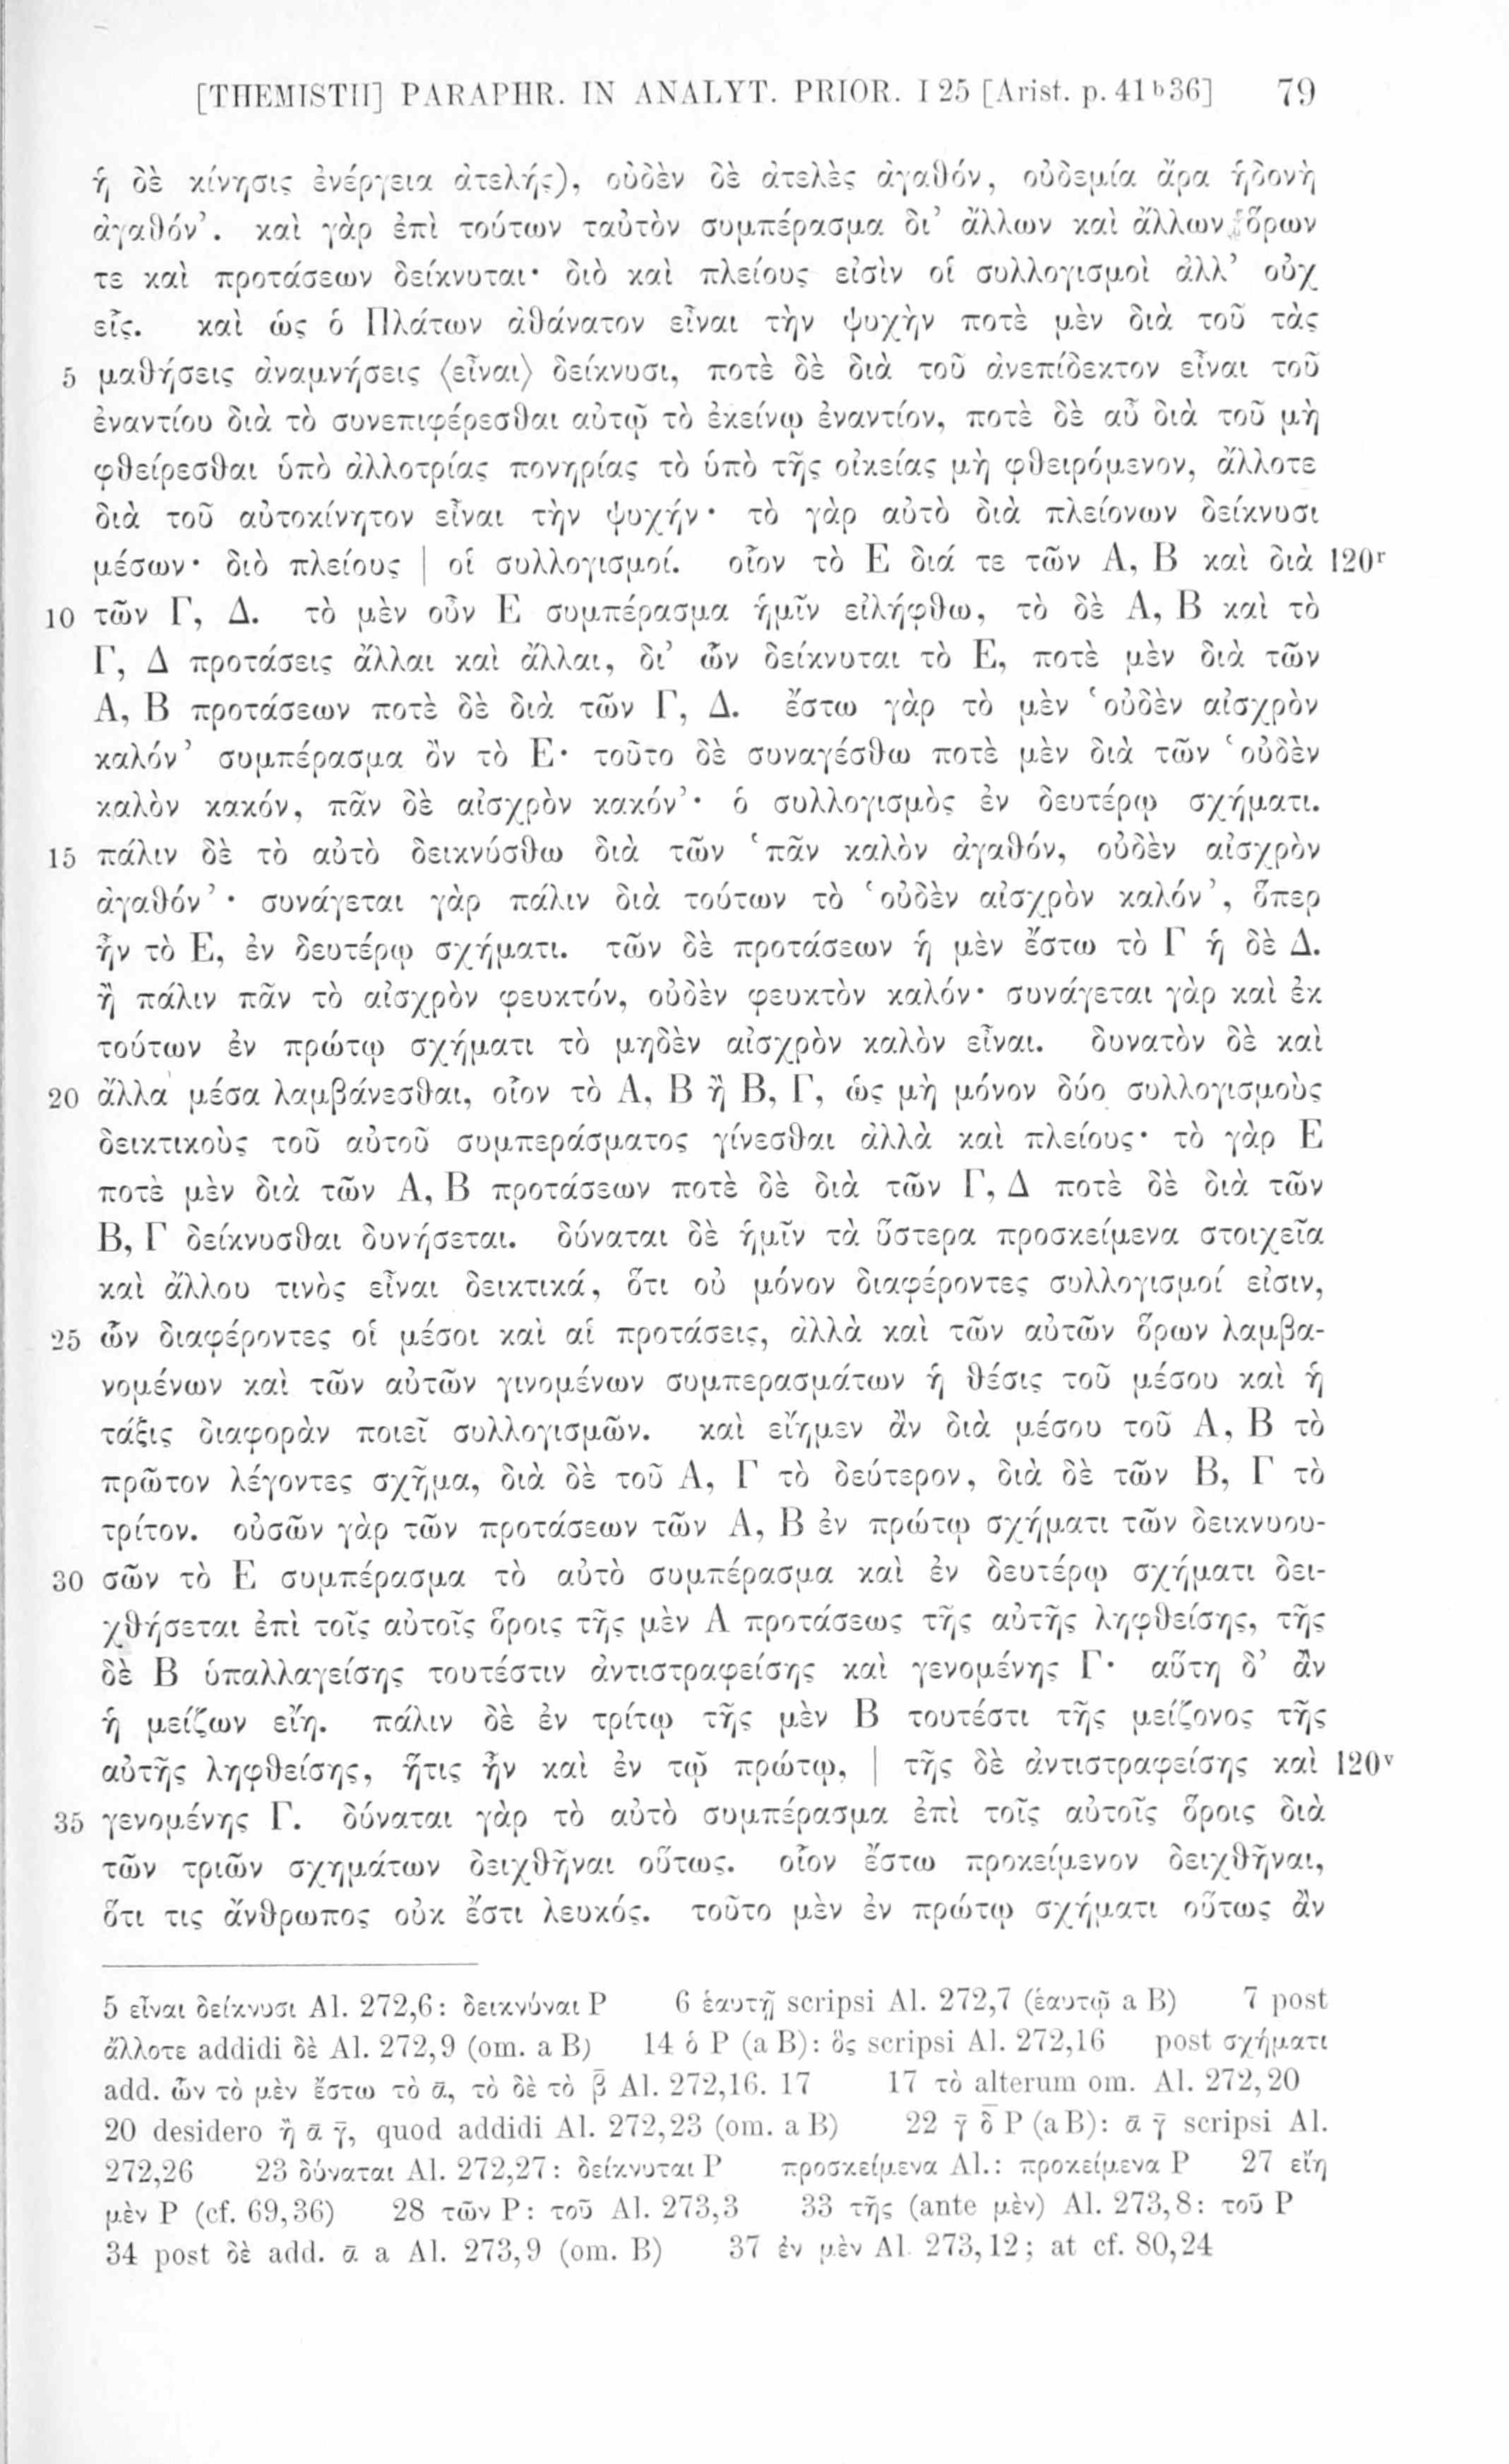 [THEMISTII] PARAPHR. IN ANALYT. PRIOR. I 25 [Arist. p. 41ᵇ36] 79
ἡ δὲ κίνησις ἐνέργεια ἀτελής), οὐδὲν δὲ ἀτελὲς ἀγαθόν, οὐδεμία ἄρα ἡδονὴ
ἀγαθόν’. καὶ γὰρ ἐπὶ τούτων ταὐτὸν συμπέρασμα δι’ ἄλλων καὶ ἄλλων ὅρων
τε καὶ προτάσεων δείκνυται· διὸ καὶ πλείους εἰσὶν οἱ συλλογισμοὶ ἀλλ’ οὐχ
εἷς. καὶ ὡς ὁ Πλάτων ἀθάνατον εἶναι τὴν ψυχὴν ποτὲ μὲν διὰ τοῦ τὰς
5 μαθήσεις ἀναμνήσεις ⟨εἶναι⟩ δείκνυσι, ποτὲ δὲ διὰ τοῦ ἀνεπίδεκτον εἶναι τοῦ
ἐναντίου διὰ τὸ συνεπιφέρεσθαι αὐτῷ τὸ ἐκείνῳ ἐναντίον, ποτὲ δὲ αὖ διὰ τοῦ μὴ
φθείρεσθαι ὑπὸ ἀλλοτρίας πονηρίας τὸ ὑπὸ τῆς οἰκείας μὴ φθειρόμενον, ἄλλοτε
διὰ τοῦ αὐτοκίνητον εἶναι τὴν ψυχήν· τὸ γὰρ αὐτὸ διὰ πλείονων δείκνυσι
μέσων· διὸ πλείους | οἱ συλλογισμοί. οἷον τὸ Ε διά τε τῶν Α, Β καὶ διὰ 120ʳ
10 τῶν Γ, Δ. τὸ μὲν οὖν Ε συμπέρασμα ἡμῖν εἰλήφθω, τὸ δὲ Α, Β καὶ τὸ
Γ, Δ προτάσεις ἄλλαι καὶ ἄλλαι, δι’ ὧν δείκνυται τὸ Ε, ποτὲ μὲν διὰ τῶν
Α, Β προτάσεων ποτὲ δὲ διὰ τῶν Γ, Δ. ἔστω γὰρ τὸ μὲν ‘οὐδὲν αἰσχρὸν
καλόν’ συμπέρασμα ὂν τὸ Ε· τοῦτο δὲ συναγέσθω ποτὲ μὲν διὰ τῶν ‘οὐδὲν
καλὸν κακόν, πᾶν δὲ αἰσχρὸν κακόν’· ὁ συλλογισμὸς ἐν δευτέρῳ σχήματι.
15 πάλιν δὲ τὸ αὐτὸ δεικνύσθω διὰ τῶν ‘πᾶν καλὸν ἀγαθόν, οὐδὲν αἰσχρὸν
ἀγαθόν’· συνάγεται γὰρ πάλιν διὰ τούτων τὸ ‘οὐδὲν αἰσχρὸν καλόν’, ὅπερ
ἦν τὸ Ε, ἐν δευτέρῳ σχήματι. τῶν δὲ προτάσεων ἡ μὲν ἔστω τὸ Γ ἡ δὲ Δ.
ἢ πάλιν πᾶν τὸ αἰσχρὸν φευκτόν, οὐδὲν φευκτὸν καλόν· συνάγεται γὰρ καὶ ἐκ
τούτων ἐν πρώτῳ σχήματι τὸ μηδὲν αἰσχρὸν καλὸν εἶναι. δυνατὸν δὲ καὶ
20 ἄλλα μέσα λαμβάνεσθαι, οἷον τὸ Α, Β ἢ Β, Γ, ὡς μὴ μόνον δύο συλλογισμοὺς
δεικτικοὺς τοῦ αὐτοῦ συμπεράσματος γίνεσθαι ἀλλὰ καὶ πλείους· τὸ γὰρ Ε
ποτὲ μὲν διὰ τῶν Α, Β προτάσεων ποτὲ δὲ διὰ τῶν Γ, Δ ποτὲ δὲ διὰ τῶν
Β, Γ δείκνυσθαι δυνήσεται. δύναται δὲ ἡμῖν τὰ ὕστερα προσκείμενα στοιχεῖα
καὶ ἄλλου τινὸς εἶναι δεικτικά, ὅτι οὐ μόνον διαφέροντες συλλογισμοί εἰσιν,
25 ὧν διαφέροντες οἱ μέσοι καὶ αἱ προτάσεις, ἀλλὰ καὶ τῶν αὐτῶν ὅρων λαμβα-
νομένων καὶ τῶν αὐτῶν γινομένων συμπερασμάτων ἡ θέσις τοῦ μέσου καὶ ἡ
τάξις διαφορὰν ποιεῖ συλλογισμῶν. καὶ εἴημεν ἂν διὰ μέσου τοῦ Α, Β τὸ
πρῶτον λέγοντες σχῆμα, διὰ δὲ τοῦ Α, Γ τὸ δεύτερον, διὰ δὲ τῶν Β, Γ τὸ
τρίτον. οὐσῶν γὰρ τῶν προτάσεων τῶν Α, Β ἐν πρώτῳ σχήματι τῶν δεικνυου-
30 σῶν τὸ Ε συμπέρασμα τὸ αὐτὸ συμπέρασμα καὶ ἐν δευτέρῳ σχήματι δει-
χθήσεται ἐπὶ τοῖς αὐτοῖς ὅροις τῆς μὲν Α προτάσεως τῆς αὐτῆς ληφθείσης, τῆς
δὲ Β ὑπαλλαγείσης τουτέστιν ἀντιστραφείσης καὶ γενομένης Γ· αὕτη δ’ ἂν
ἡ μείζων εἴη. πάλιν δὲ ἐν τρίτῳ τῆς μὲν Β τουτέστι τῆς μείζονος τῆς
αὐτῆς ληφθείσης, ἥτις ἦν καὶ ἐν τῷ πρώτῳ, | τῆς δὲ ἀντιστραφείσης καὶ 120ᵛ
35 γενομένης Γ. δύναται γὰρ τὸ αὐτὸ συμπέρασμα ἐπὶ τοῖς αὐτοῖς ὅροις διὰ
τῶν τριῶν σχημάτων δειχθῆναι οὕτως. οἷον ἔστω προκείμενον δειχθῆναι,
ὅτι τις ἄνθρωπος οὐκ ἔστι λευκός. τοῦτο μὲν ἐν πρώτῳ σχήματι οὕτως ἂν
5 εἶναι δείκνυσι Al. 272,6: δεικνύναι P 6 ἑαυτῇ scripsi Al. 272,7 (ἑαυτῷ a B) 7 post
ἄλλοτε addidi δὲ Al. 272,9 (om. a B) 14 ὁ P (a B): ὃς scripsi Al. 272,16 post σχήματι
add. ὧν τὸ μὲν ἔστω τὸ ᾱ, τὸ δὲ τὸ β̄ Al. 272,16. 17 17 τὸ alterum om. Al. 272,20
20 desidero ἢ ᾱ γ̄, quod addidi Al. 272,23 (om. a B) 22 γ̄ δ̄ P (a B): ᾱ γ̄ scripsi Al.
272,26 23 δύναται Al. 272,27: δείκνυται P προσκείμενα Al.: προκείμενα P 27 εἴη
μὲν P (cf. 69,36) 28 τῶν P: τοῦ Al. 273,3 33 τῆς (ante μὲν) Al. 273,8: τοῦ P
34 post δὲ add. ᾱ a Al. 273,9 (om. B) 37 ἐν μὲν Al. 273,12; at cf. 80,24